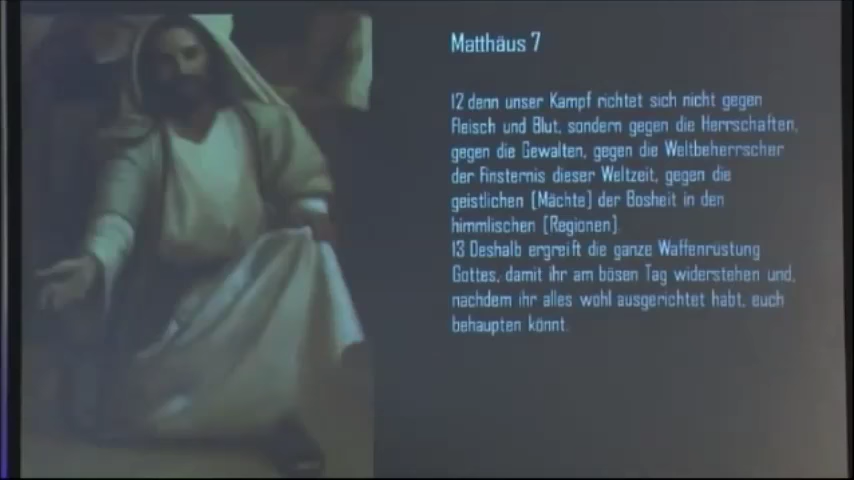 Matthäus 7
12 denn unser Kampf richtet sich nicht gegen
Fleisch und Blut, sondern gegen die Herrschaften,
gegen die Gewalten, gegen die Weltbeherrscher
der Finsternis dieser Weltzeit, gegen die
geistlichen [Mächte] der Bosheit in den
himmlischen [Regionen].
13 Deshalb ergreift die ganze Waffenrüstung
Gottes, damit ihr am bösen Tag widerstehen und,
nachdem ihr alles wohl ausgerichtet habt, euch
behaupten könnt.